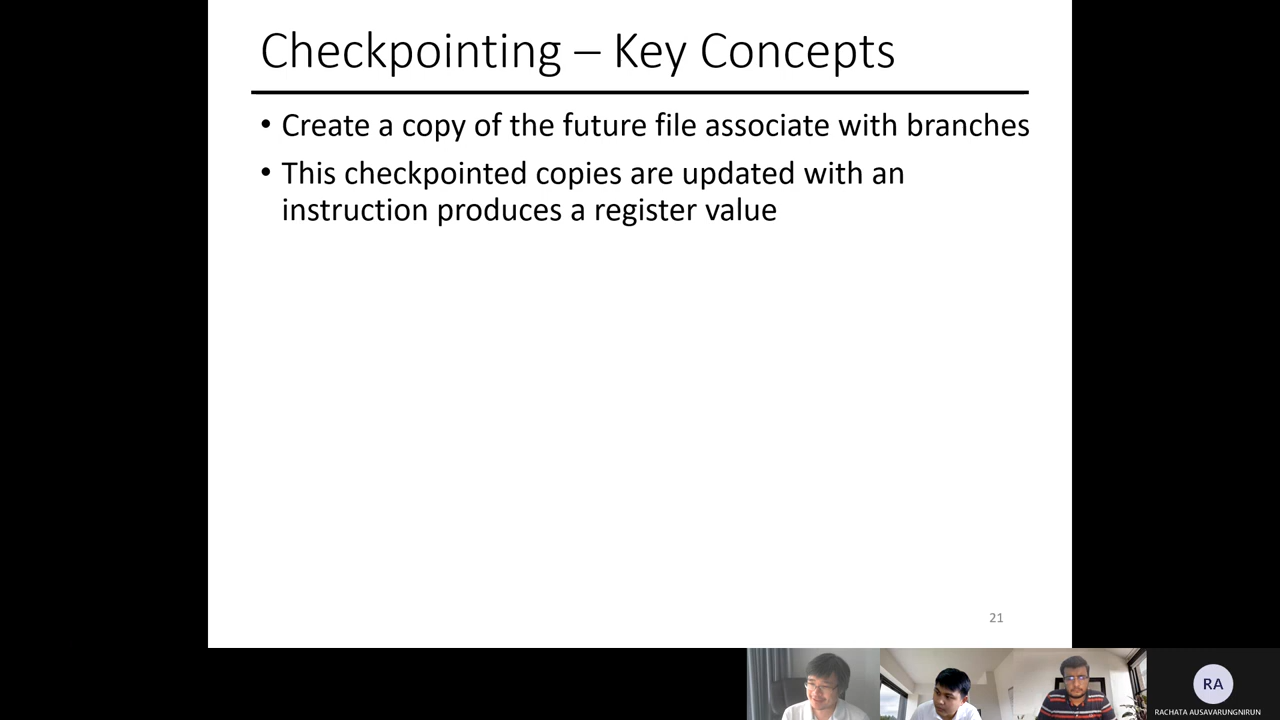 Checkpointing – Key Concepts
• Create a copy of the future file associate with branches
• This checkpointed copies are updated with an
instruction produces a register value
21
RA
RACHATA AUSAVARUNGNIRUN